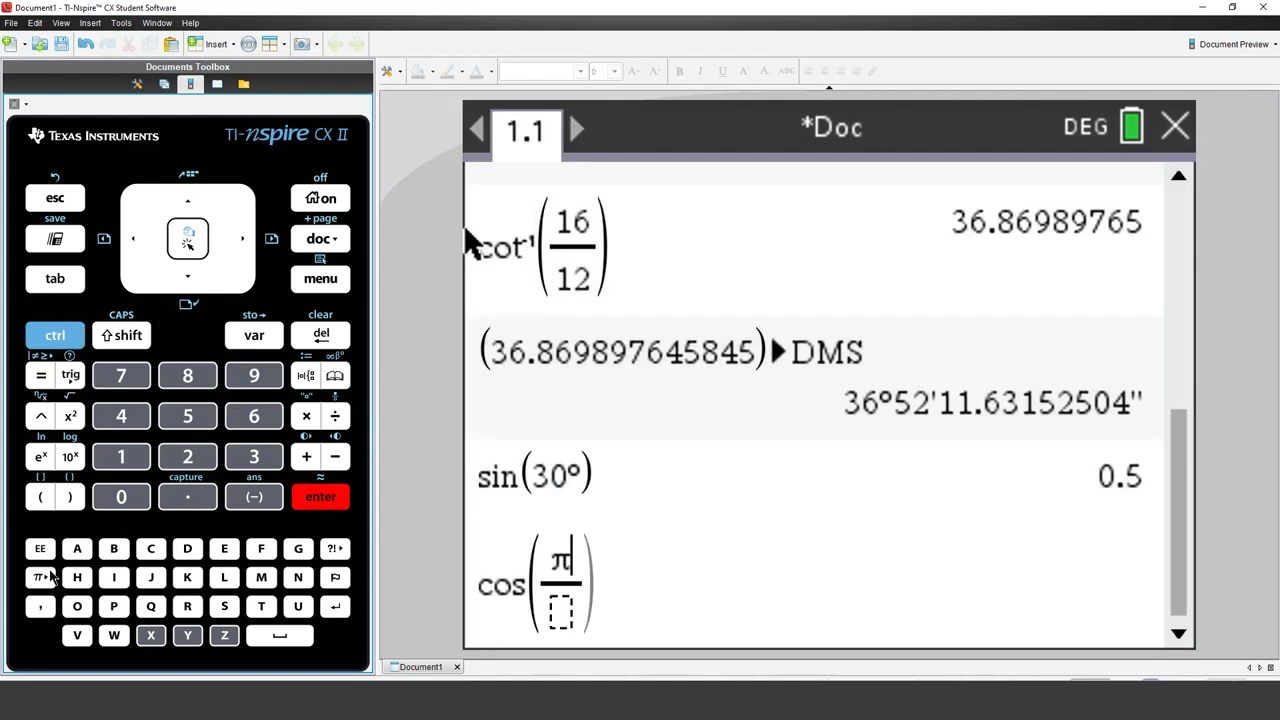 Document1 - TI-Nspire™ CX Student Software
File Edit View Insert Tools Window Help
Insert
Document Preview
Documents Toolbox
0
A⁺ A⁻ B I U ABC
TEXAS INSTRUMENTS
TI-nspire CX II
off
esc
on
save
+ page
doc
tab
menu
CAPS sto→ clear
ctrl shift var del
|≠≥▸ ? := ∞β°
= trig 7 8 9
ⁿ√x √
^ x² 4 5 6 × ÷
ln log
eˣ 10ˣ 1 2 3 + −
[ ] { } capture ans ≈
( ) 0 . (−) enter
EE A B C D E F G ?!▸
π▸ H I J K L M N
, O P Q R S T U
V W X Y Z
1.1
*Doc
DEG
cot⁻¹(16/12) 36.86989765
(36.869897645845)▶DMS
36°52'11.63152504"
sin(30°) 0.5
cos(π/
Document1